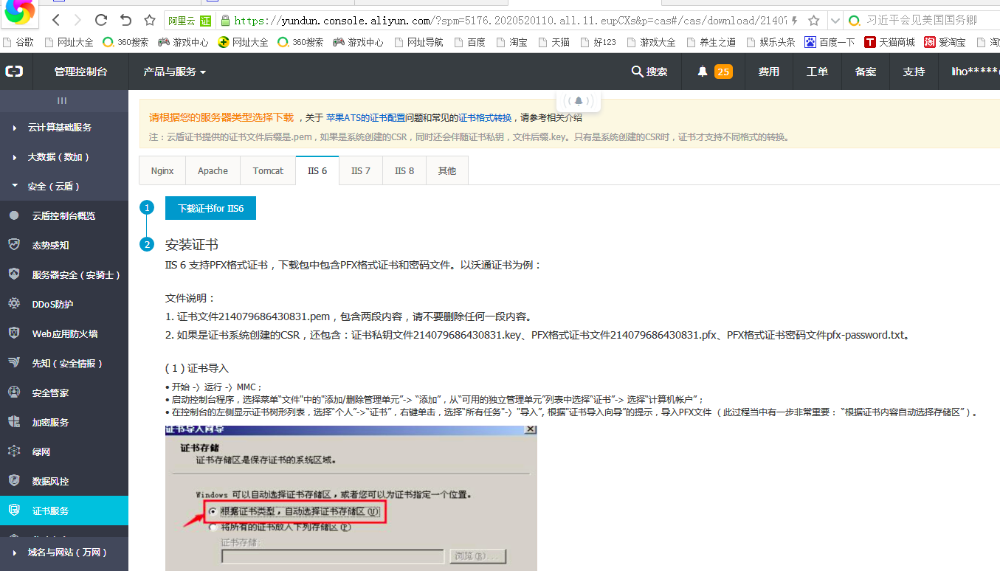 阿里云 证 https://yundun.console.aliyun.com/?spm=5176.2020520110.all.11.eupCXs&p=cas#/cas/download/21407 习近平会见美国国务卿
谷歌 网址大全 360搜索 游戏中心 网址大全 360搜索 游戏中心 网址导航 百度 淘宝 天猫 好123 游戏大全 养生之道 娱乐头条 百度一下 天猫商城 爱淘宝
管理控制台 产品与服务 搜索 25 费用 工单 备案 支持 liho*****
云计算基础服务
大数据（数加）
安全（云盾）
云盾控制台概览
态势感知
服务器安全（安骑士）
DDoS防护
Web应用防火墙
先知（安全情报）
安全管家
加密服务
绿网
数据风控
证书服务
域名与网站（万网）
请根据您的服务器类型选择下载 ，关于 苹果ATS的证书配置问题和常见的证书格式转换，请参考相关介绍
注：云盾证书提供的证书文件后缀是.pem，如果是系统创建的CSR，同时还会伴随证书私钥，文件后缀.key。只有是系统创建的CSR时，证书才支持不同格式的转换。
Nginx Apache Tomcat IIS 6 IIS 7 IIS 8 其他
1 下载证书for IIS6
2 安装证书
IIS 6 支持PFX格式证书，下载包中包含PFX格式证书和密码文件。以沃通证书为例：
文件说明：
1. 证书文件214079686430831.pem，包含两段内容，请不要删除任何一段内容。
2. 如果是证书系统创建的CSR，还包含：证书私钥文件214079686430831.key、PFX格式证书文件214079686430831.pfx、PFX格式证书密码文件pfx-password.txt。
( 1 ) 证书导入
• 开始 -〉运行 -〉MMC；
• 启动控制台程序，选择菜单“文件"中的"添加/删除管理单元”-> “添加”，从“可用的独立管理单元”列表中选择“证书”-> 选择“计算机帐户”；
• 在控制台的左侧显示证书树形列表，选择“个人”->“证书”，右键单击，选择“所有任务"-〉"导入”, 根据“证书导入向导”的提示，导入PFX文件 （此过程当中有一步非常重要： “根据证书内容自动选择存储区”）。
证书导入向导
证书存储
证书存储区是保存证书的系统区域。
Windows 可以自动选择证书存储区，或者您可以为证书指定一个位置。
根据证书类型，自动选择证书存储区(U)
将所有的证书放入下列存储区(P)
证书存储:
浏览(R)...